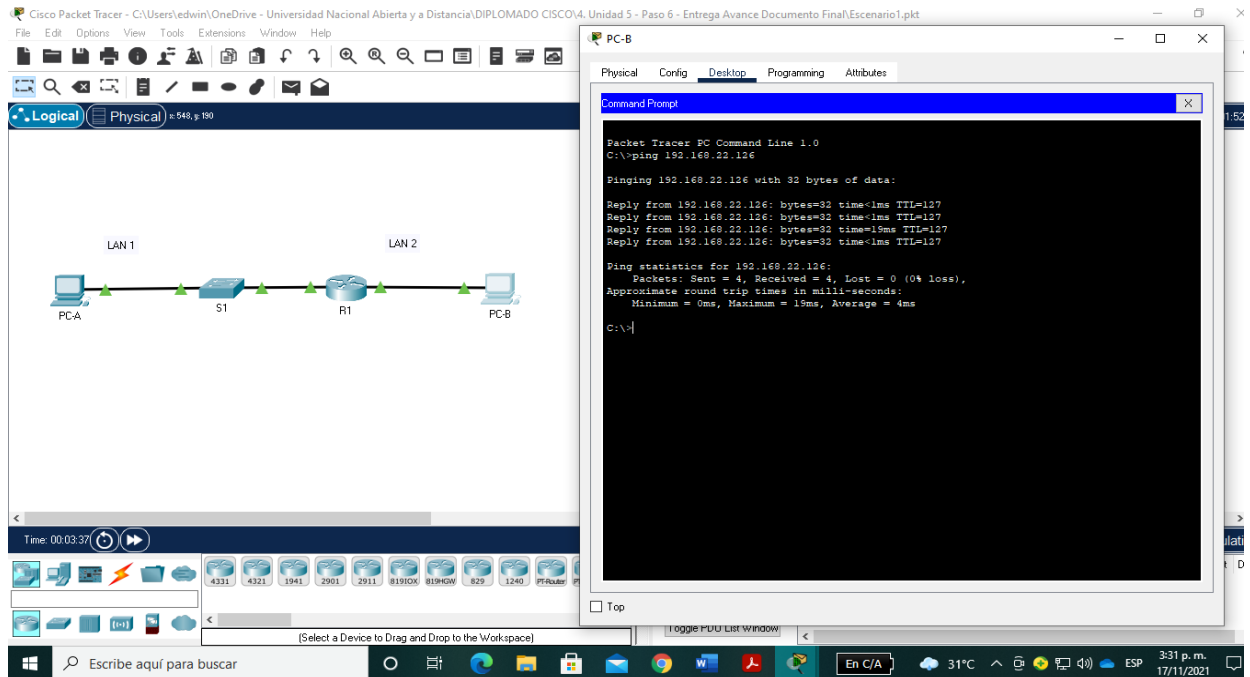 Cisco Packet Tracer - C:\Users\edwin\OneDrive - Universidad Nacional Abierta y a Distancia\DIPLOMADO CISCO\4. Unidad 5 - Paso 6 - Entrega Avance Documento Final\Escenario1.pkt
File Edit Options View Tools Extensions Window Help
Logical Physical x: 548, y: 190
LAN 1
LAN 2
PC-A
S1
R1
PC-B
PC-B
Physical Config Desktop Programming Attributes
Command Prompt
Packet Tracer PC Command Line 1.0
C:\>ping 192.168.22.126
Pinging 192.168.22.126 with 32 bytes of data:
Reply from 192.168.22.126: bytes=32 time<1ms TTL=127
Reply from 192.168.22.126: bytes=32 time<1ms TTL=127
Reply from 192.168.22.126: bytes=32 time=19ms TTL=127
Reply from 192.168.22.126: bytes=32 time<1ms TTL=127
Ping statistics for 192.168.22.126:
Packets: Sent = 4, Received = 4, Lost = 0 (0% loss),
Approximate round trip times in milli-seconds:
Minimum = 0ms, Maximum = 19ms, Average = 4ms
C:\>
Top
Time: 00:03:37
4331 4321 1941 2901 2911 819IOX 819HGW 829 1240 PT-Router
(Select a Device to Drag and Drop to the Workspace)
Toggle PDU List Window
Escribe aquí para buscar
En C/A
31°C
ESP
3:31 p. m.
17/11/2021